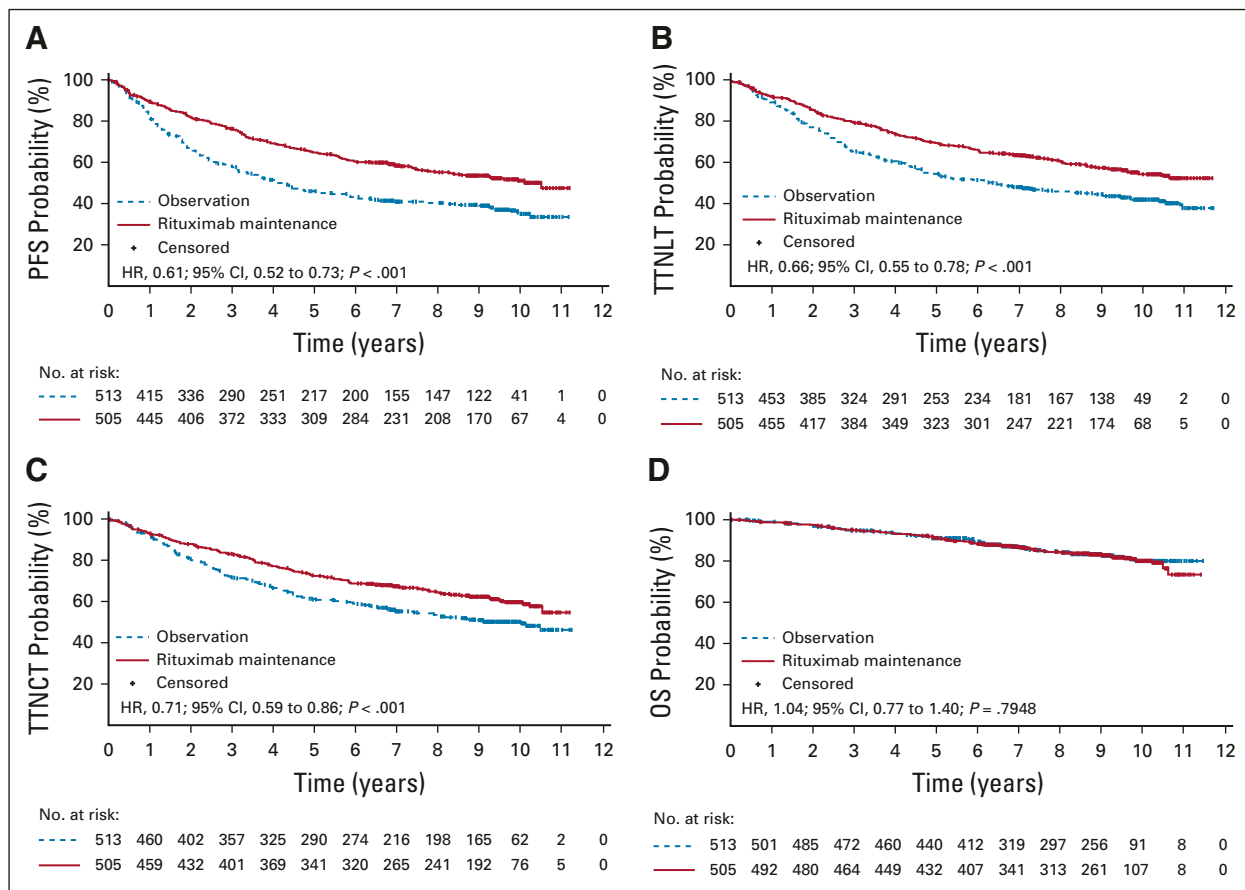 A
PFS Probability (%)
100
80
60
40
20
Observation
Rituximab maintenance
Censored
HR, 0.61; 95% CI, 0.52 to 0.73; P < .001
0 1 2 3 4 5 6 7 8 9 10 11 12
Time (years)
No. at risk:
513 415 336 290 251 217 200 155 147 122 41 1 0
505 445 406 372 333 309 284 231 208 170 67 4 0
B
TTNLT Probability (%)
100
80
60
40
20
Observation
Rituximab maintenance
Censored
HR, 0.66; 95% CI, 0.55 to 0.78; P < .001
0 1 2 3 4 5 6 7 8 9 10 11 12
Time (years)
No. at risk:
513 453 385 324 291 253 234 181 167 138 49 2 0
505 455 417 384 349 323 301 247 221 174 68 5 0
C
TTNCT Probability (%)
100
80
60
40
20
Observation
Rituximab maintenance
Censored
HR, 0.71; 95% CI, 0.59 to 0.86; P < .001
0 1 2 3 4 5 6 7 8 9 10 11 12
Time (years)
No. at risk:
513 460 402 357 325 290 274 216 198 165 62 2 0
505 459 432 401 369 341 320 265 241 192 76 5 0
D
OS Probability (%)
100
80
60
40
20
Observation
Rituximab maintenance
Censored
HR, 1.04; 95% CI, 0.77 to 1.40; P = .7948
0 1 2 3 4 5 6 7 8 9 10 11 12
Time (years)
No. at risk:
513 501 485 472 460 440 412 319 297 256 91 8 0
505 492 480 464 449 432 407 341 313 261 107 8 0